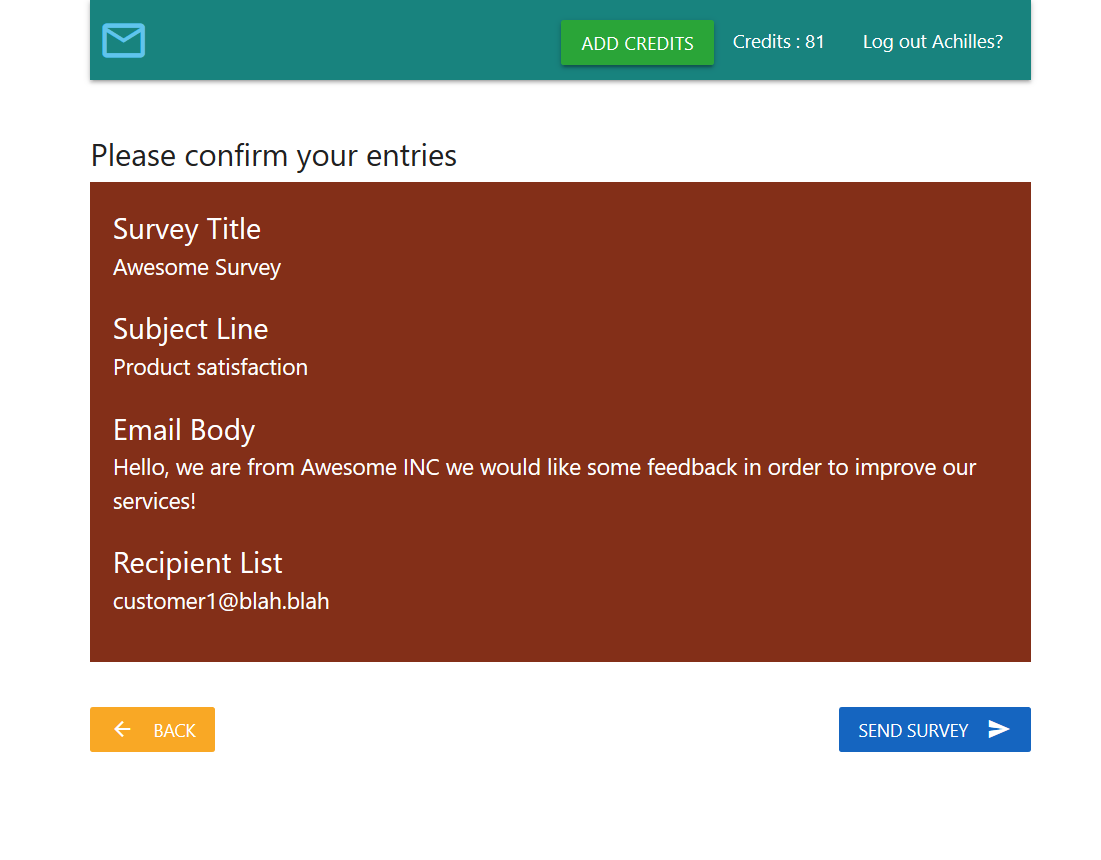 ADD CREDITS
Credits : 81
Log out Achilles?
Please confirm your entries
Survey Title
Awesome Survey
Subject Line
Product satisfaction
Email Body
Hello, we are from Awesome INC we would like some feedback in order to improve our
services!
Recipient List
customer1@blah.blah
BACK
SEND SURVEY